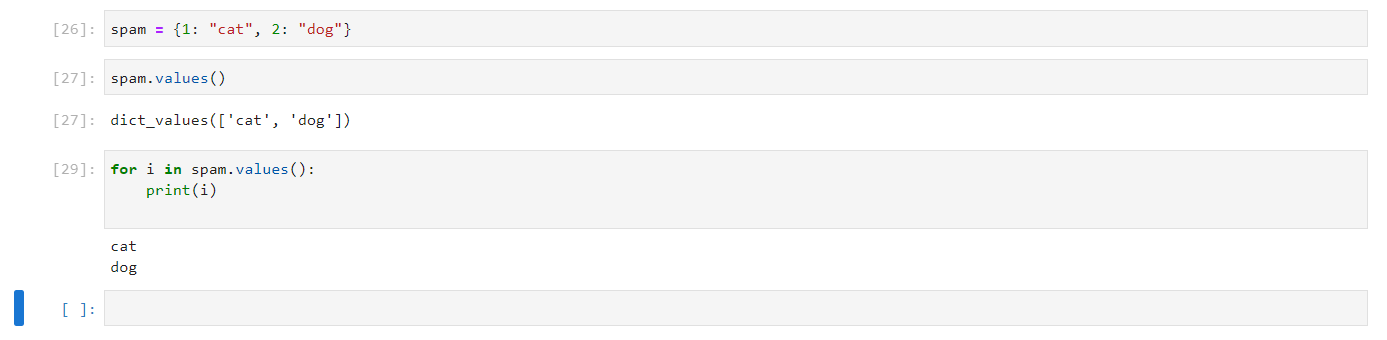 [26]: spam = {1: "cat", 2: "dog"}
[27]: spam.values()
[27]: dict_values(['cat', 'dog'])
[29]: for i in spam.values():
    print(i)
cat
dog
[ ]: